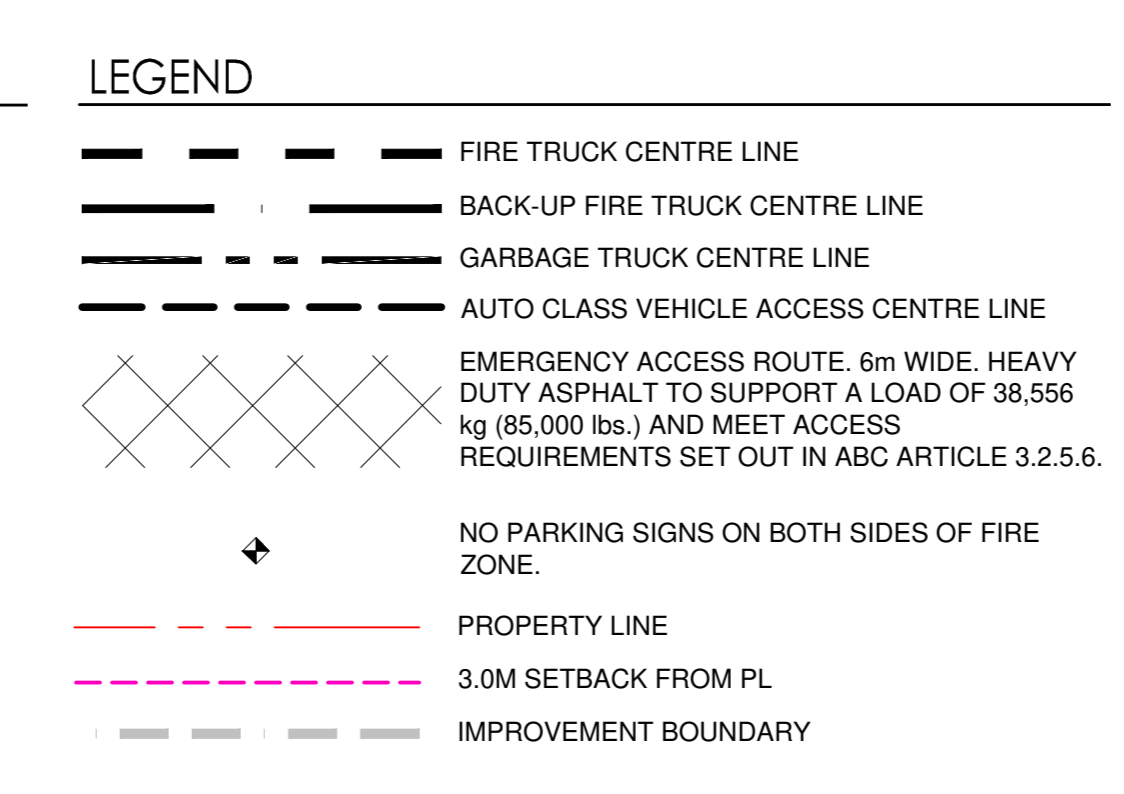 LEGEND
FIRE TRUCK CENTRE LINE
BACK-UP FIRE TRUCK CENTRE LINE
GARBAGE TRUCK CENTRE LINE
AUTO CLASS VEHICLE ACCESS CENTRE LINE
EMERGENCY ACCESS ROUTE. 6m WIDE. HEAVY
DUTY ASPHALT TO SUPPORT A LOAD OF 38,556
kg (85,000 lbs.) AND MEET ACCESS
REQUIREMENTS SET OUT IN ABC ARTICLE 3.2.5.6.
NO PARKING SIGNS ON BOTH SIDES OF FIRE
ZONE.
PROPERTY LINE
3.0M SETBACK FROM PL
IMPROVEMENT BOUNDARY